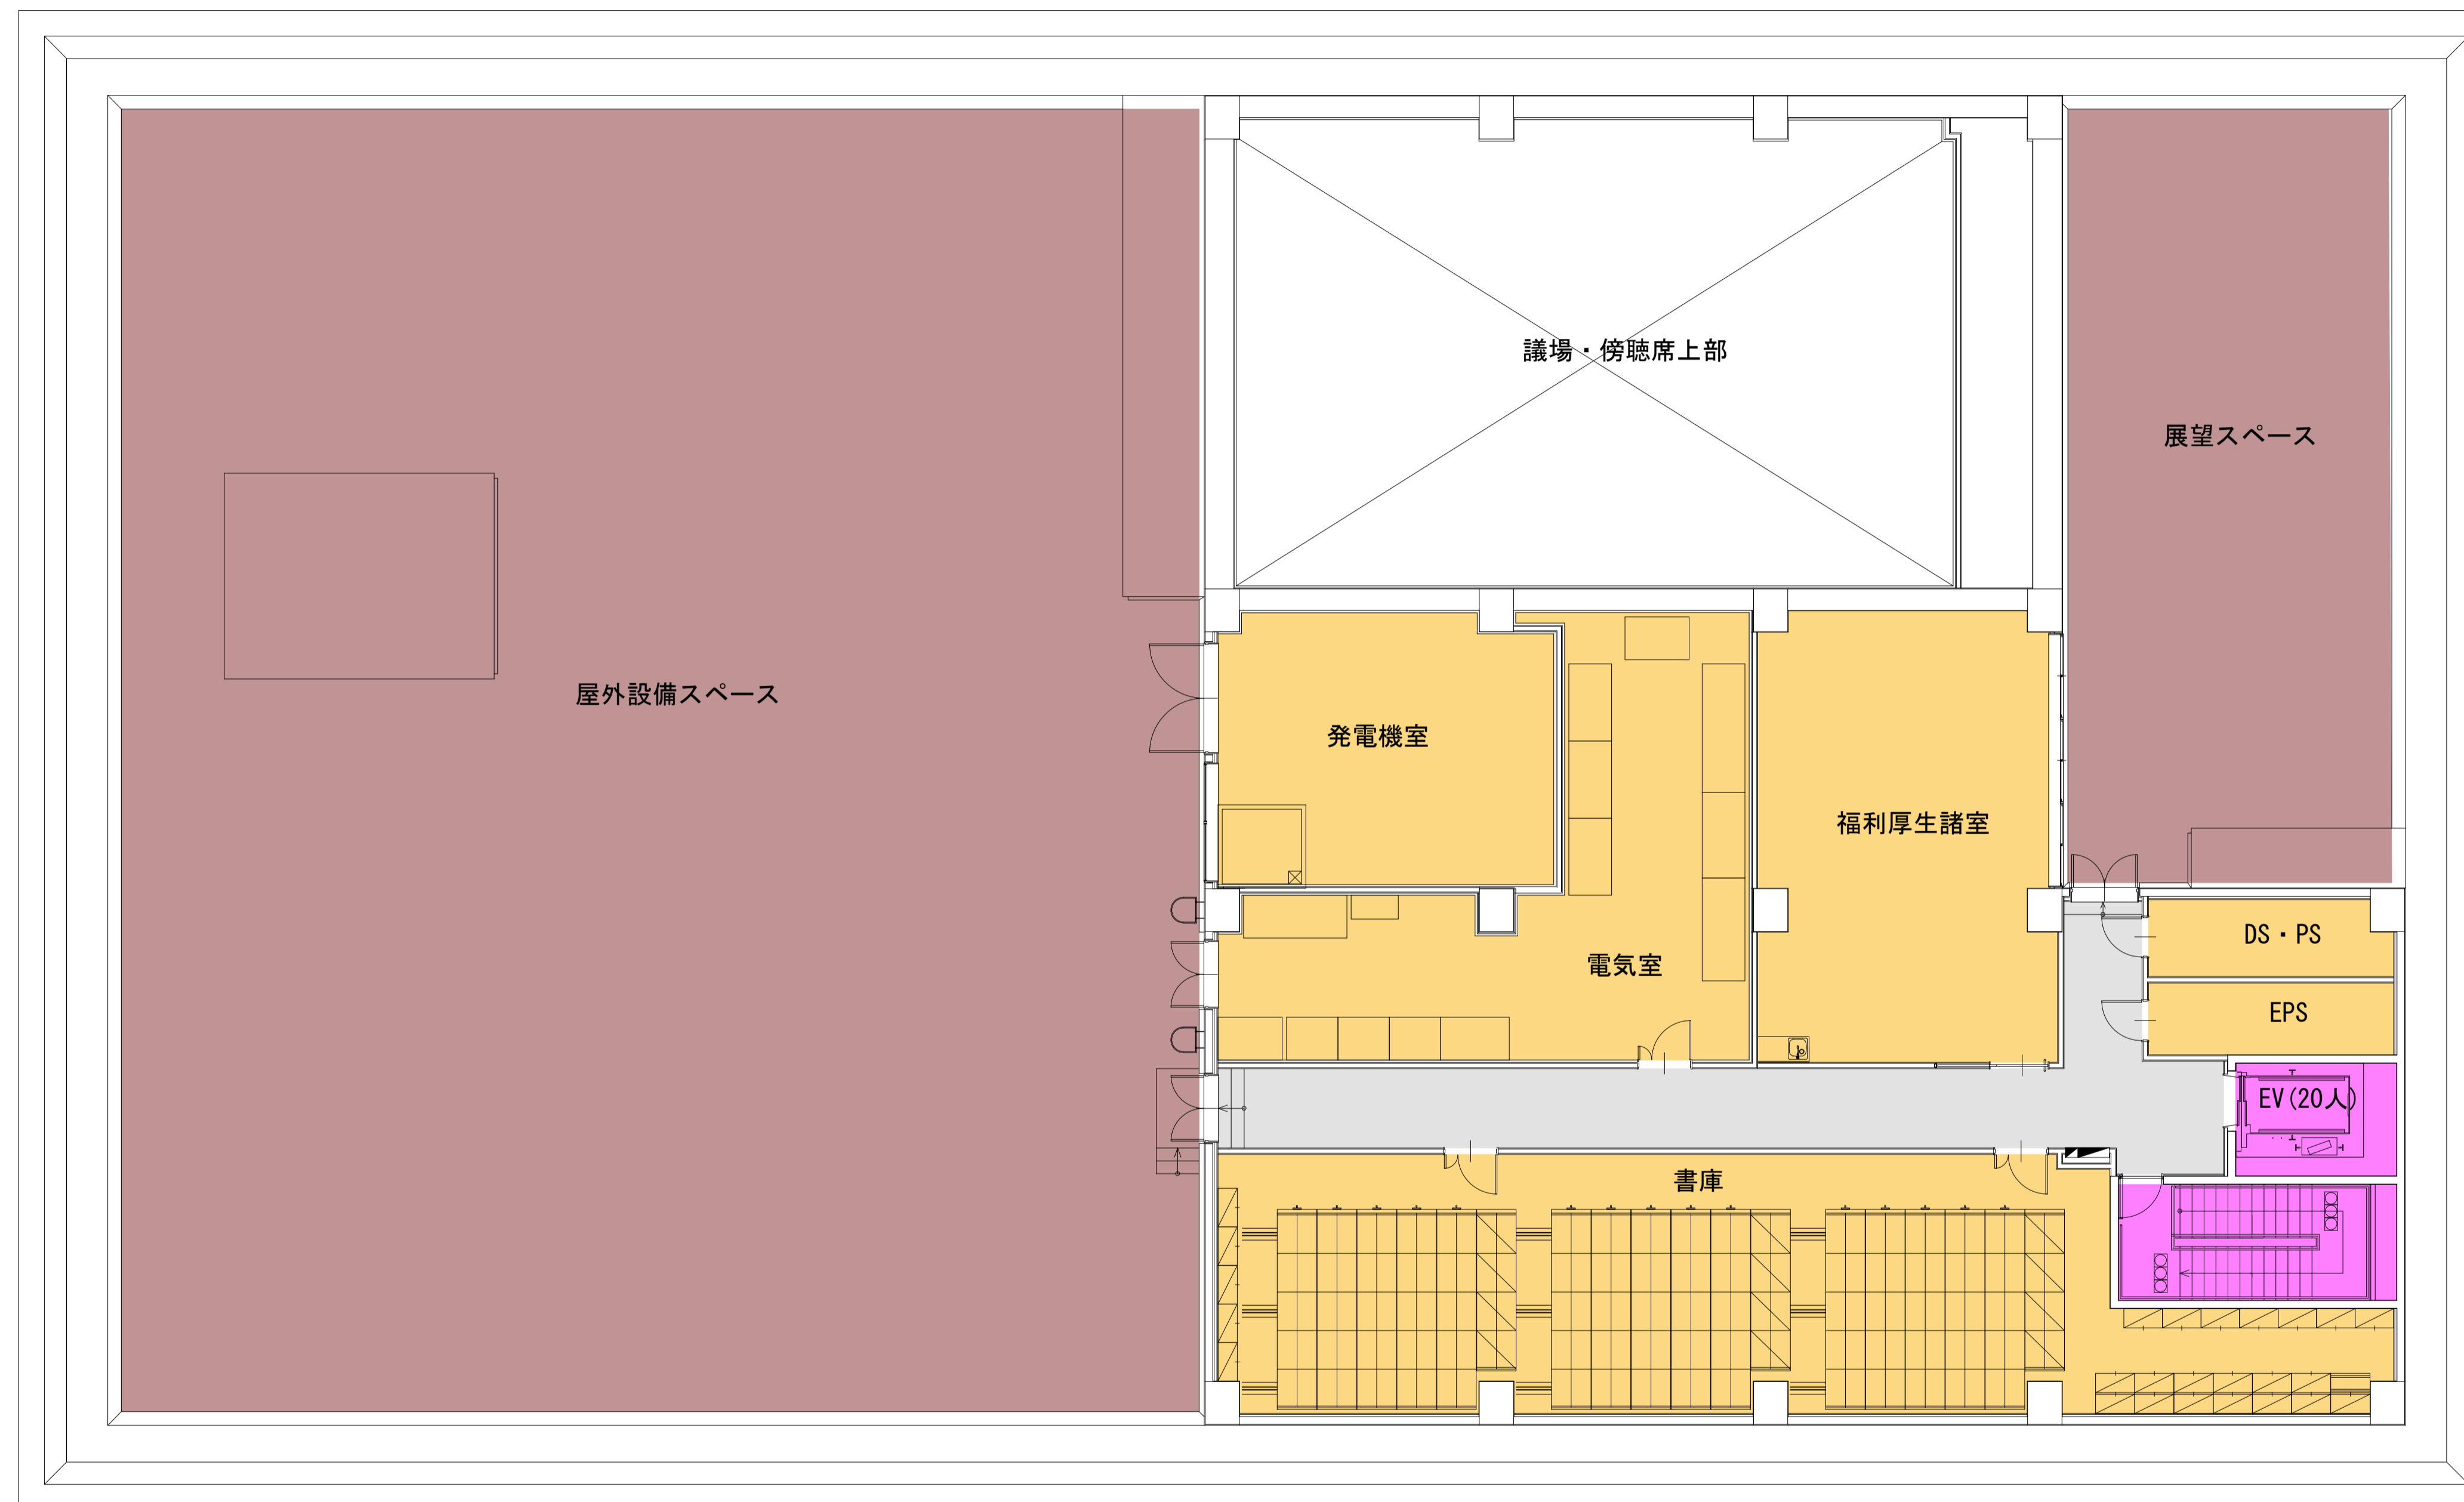 議場・傍聴席上部
展望スペース
屋外設備スペース
発電機室
福利厚生諸室
DS・PS
電気室
EPS
EV(20人)
書庫